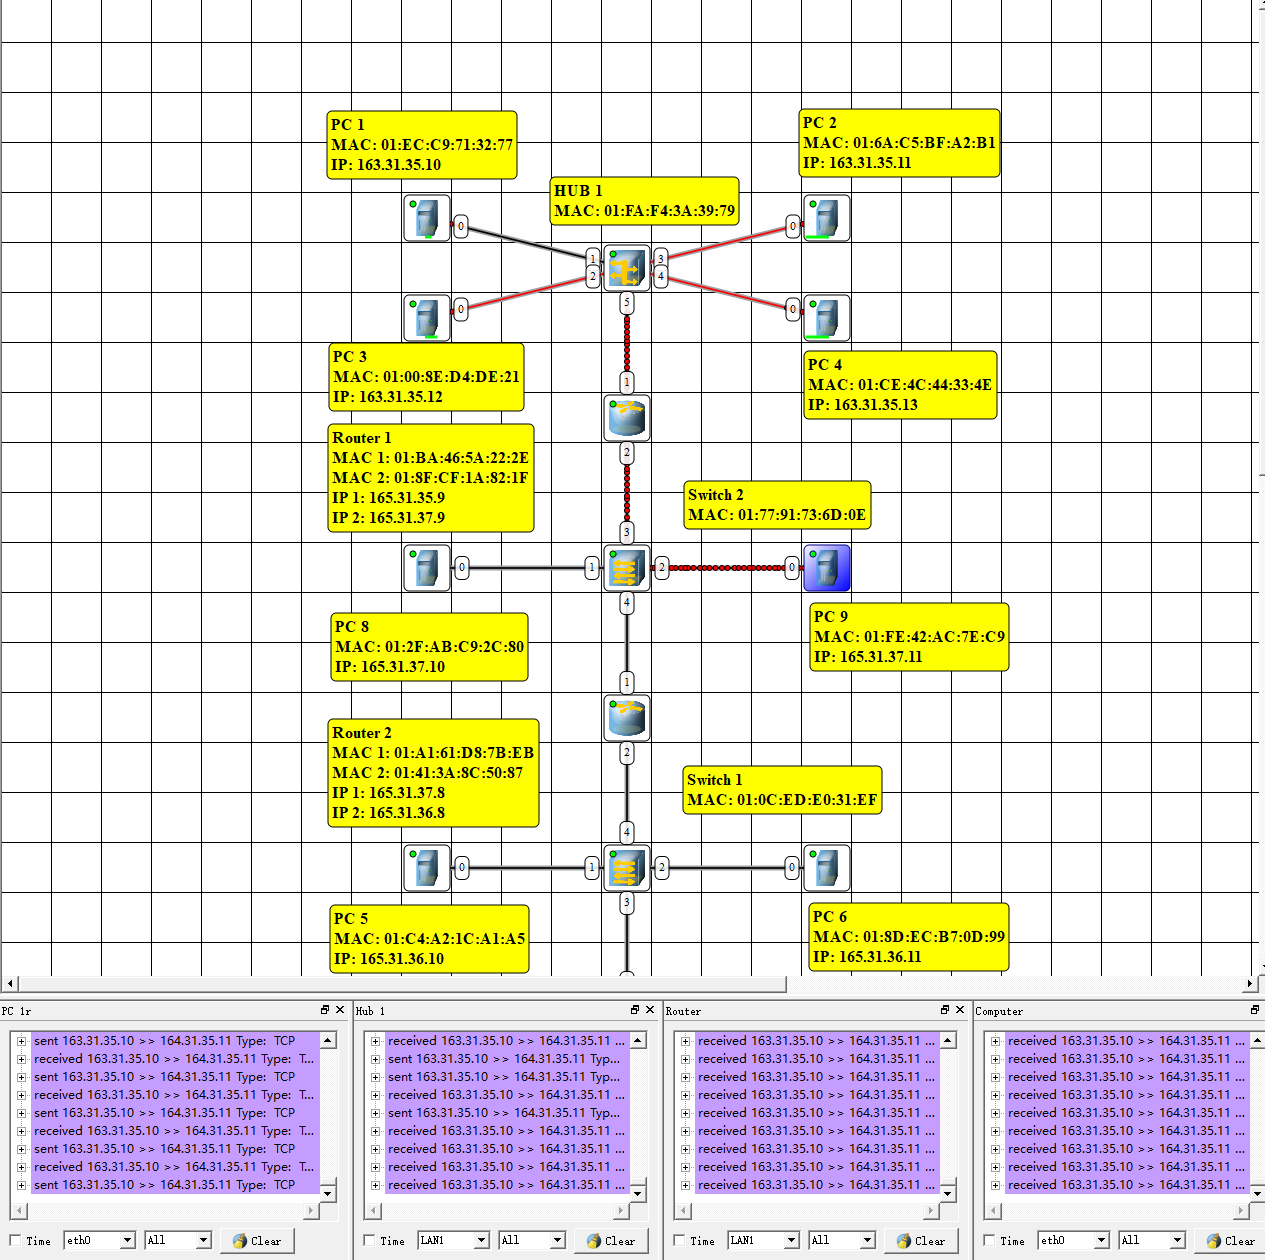 PC 1
MAC: 01:EC:C9:71:32:77
IP: 163.31.35.10
PC 2
MAC: 01:6A:C5:BF:A2:B1
IP: 163.31.35.11
HUB 1
MAC: 01:FA:F4:3A:39:79
0
0
1
3
2
4
0
0
5
PC 3
MAC: 01:00:8E:D4:DE:21
IP: 163.31.35.12
PC 4
MAC: 01:CE:4C:44:33:4E
IP: 163.31.35.13
1
Router 1
MAC 1: 01:BA:46:5A:22:2E
MAC 2: 01:8F:CF:1A:82:1F
IP 1: 165.31.35.9
IP 2: 165.31.37.9
2
Switch 2
MAC: 01:77:91:73:6D:0E
3
0
1
2
0
4
PC 8
MAC: 01:2F:AB:C9:2C:80
IP: 165.31.37.10
PC 9
MAC: 01:FE:42:AC:7E:C9
IP: 165.31.37.11
1
Router 2
MAC 1: 01:A1:61:D8:7B:EB
MAC 2: 01:41:3A:8C:50:87
IP 1: 165.31.37.8
IP 2: 165.31.36.8
2
Switch 1
MAC: 01:0C:ED:E0:31:EF
4
0
1
2
0
3
PC 5
MAC: 01:C4:A2:1C:A1:A5
IP: 165.31.36.10
PC 6
MAC: 01:8D:EC:B7:0D:99
IP: 165.31.36.11
PC 1r
sent 163.31.35.10 >> 164.31.35.11 Type: TCP
received 163.31.35.10 >> 164.31.35.11 Type: T...
sent 163.31.35.10 >> 164.31.35.11 Type: TCP
received 163.31.35.10 >> 164.31.35.11 Type: T...
sent 163.31.35.10 >> 164.31.35.11 Type: TCP
received 163.31.35.10 >> 164.31.35.11 Type: T...
sent 163.31.35.10 >> 164.31.35.11 Type: TCP
received 163.31.35.10 >> 164.31.35.11 Type: T...
sent 163.31.35.10 >> 164.31.35.11 Type: TCP
Time eth0 All Clear
Hub 1
received 163.31.35.10 >> 164.31.35.11 ...
sent 163.31.35.10 >> 164.31.35.11 Typ...
sent 163.31.35.10 >> 164.31.35.11 Typ...
received 163.31.35.10 >> 164.31.35.11 ...
sent 163.31.35.10 >> 164.31.35.11 Typ...
received 163.31.35.10 >> 164.31.35.11 ...
received 163.31.35.10 >> 164.31.35.11 ...
received 163.31.35.10 >> 164.31.35.11 ...
received 163.31.35.10 >> 164.31.35.11 ...
Time LAN1 All Clear
Router
received 163.31.35.10 >> 164.31.35.11 ...
received 163.31.35.10 >> 164.31.35.11 ...
received 163.31.35.10 >> 164.31.35.11 ...
received 163.31.35.10 >> 164.31.35.11 ...
received 163.31.35.10 >> 164.31.35.11 ...
received 163.31.35.10 >> 164.31.35.11 ...
received 163.31.35.10 >> 164.31.35.11 ...
received 163.31.35.10 >> 164.31.35.11 ...
received 163.31.35.10 >> 164.31.35.11 ...
Time LAN1 All Clear
Computer
received 163.31.35.10 >> 164.31.35.11 ...
received 163.31.35.10 >> 164.31.35.11 ...
received 163.31.35.10 >> 164.31.35.11 ...
received 163.31.35.10 >> 164.31.35.11 ...
received 163.31.35.10 >> 164.31.35.11 ...
received 163.31.35.10 >> 164.31.35.11 ...
received 163.31.35.10 >> 164.31.35.11 ...
received 163.31.35.10 >> 164.31.35.11 ...
received 163.31.35.10 >> 164.31.35.11 ...
Time eth0 All Clear